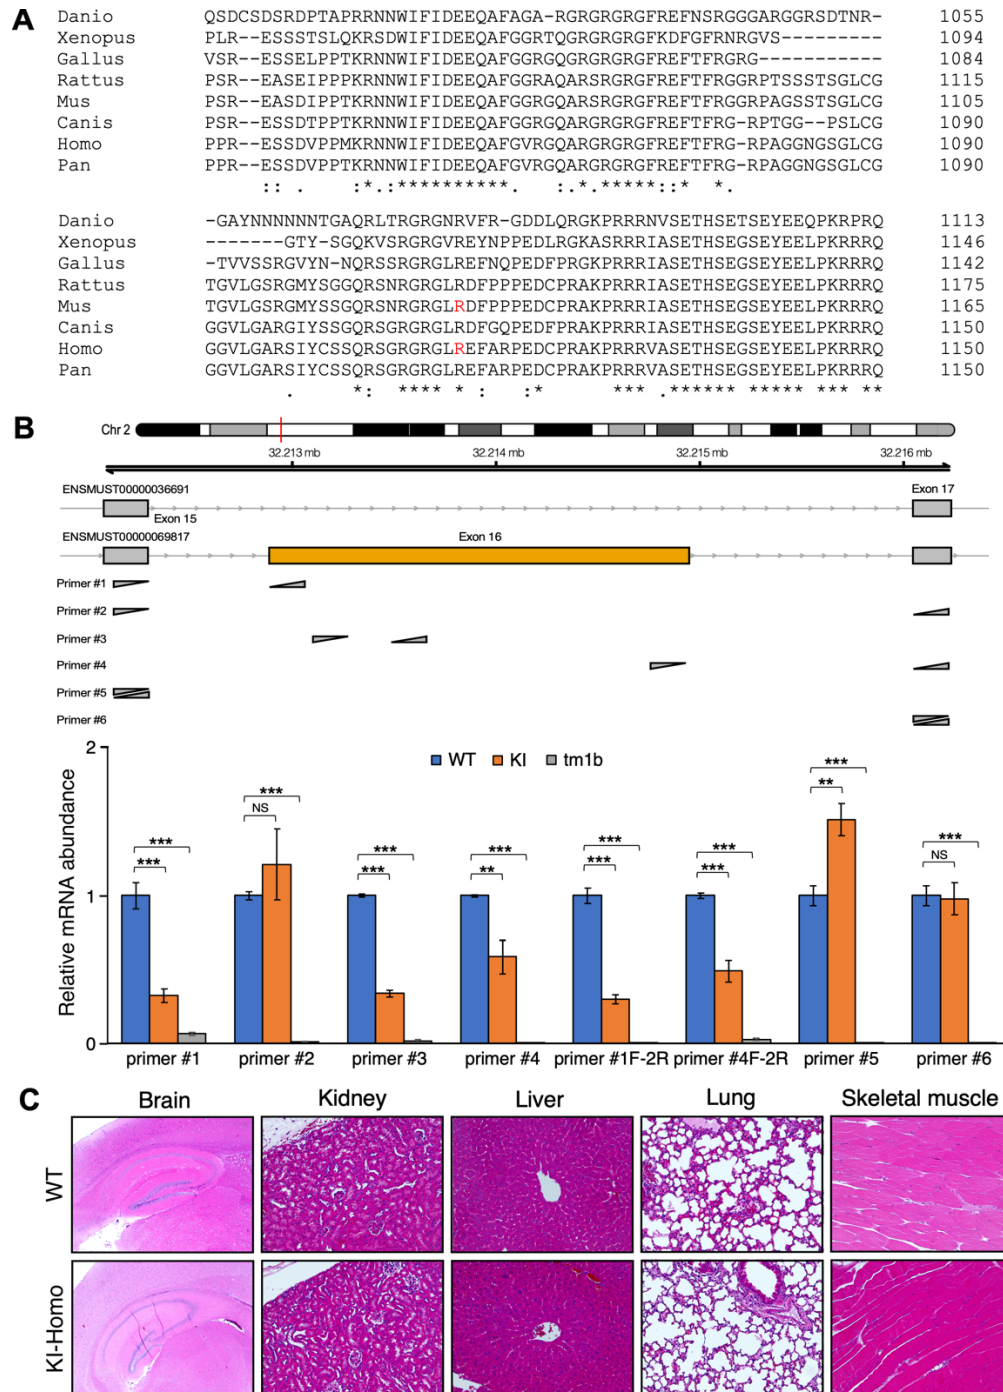 A
Danio QSDCSDSRDPTAPRRNNWIFIDEEQAFAGA-RGRGRGRGFREFNSRGGGARGGRSDTNR- 1055
Xenopus PLR--ESSSTSLQKRSDWIFIDEEQAFGGRTQGRGRGRGFKDFGFRNRGVS---------- 1094
Gallus VSR--ESSELPPTKRNNWIFIDEEQAFGGRGQGRGRGRGFREFTFRGRG----------- 1084
Rattus PSR--EASEIPPTKRNNWIFIDEEQAFGGRAQARSRGRGFREFTFRGGRPTSSSTSGLCG 1115
Mus PSR--EASDIPPTKRNNWIFIDEEQAFGGRGQARSRGRGFREFTFRGGRPAGSSTSGLCG 1105
Canis PSR--ESSDTPPTKRNNWIFIDEEQAFGGRGQARGRGRGFREFTFRG-RPTGG--PSLCG 1090
Homo PPR--ESSDVPPMKRNNWIFIDEEQAFGVRGQARGRGRGFREFTFRG-RPAGGNGSGLCG 1090
Pan PPR--ESSDVPPTKRNNWIFIDEEQAFGVRGQARGRGRGFREFTFRG-RPAGGNGSGLCG 1090
:: . :*.:**********. :.*.*****::* *.
Danio -GAYNNNNNNTGAQRLTRGRGNRVFR-GDDLQRGKPRRRNVSETHSETSEYEEQPKRPRQ 1113
Xenopus -------GTY-SGQKVSRGRGVREYNPPEDLRGKASRRRIASETHSEGSEYEELPKRRRQ 1146
Gallus -TVVSSRGVYN-NQRSSRGRGLREFNQPEDFPRGKPRRRIASETHSEGSEYEELPKRRRQ 1142
Rattus TGVLGSRGMYSGGQRSNRGRGLRDFPPPEDCPRAKPRRRIASETHSEGSEYEELPKRRRQ 1175
Mus TGVLGSRGMYSGGQRSNRGRGLRDFPPPEDCPRAKPRRRIASETHSEGSEYEELPKRRRQ 1165
Canis GGVLGARGIYSSGQRSGRGRGLRDFGQPEDFPRAKPRRRIASETHSEGSEYEELPKRRRQ 1150
Homo GGVLGARSIYCSSQRSGRGRGLREFARPEDCPRAKPRRRVASETHSEGSEYEELPKRRRQ 1150
Pan GGVLGARSIYCSSQRSGRGRGLREFARPEDCPRAKPRRRVASETHSEGSEYEELPKRRRQ 1150
. *: **** * : :* *** .****** ***** *** **
B
Chr 2
32.213 mb 32.214 mb 32.215 mb 32.216 mb
ENSMUST00000036691 Exon 17
Exon 15
ENSMUST00000069817 Exon 16
Primer #1
Primer #2
Primer #3
Primer #4
Primer #5
Primer #6
Relative mRNA abundance
2
1
0
WT KI tm1b
*** *** *** NS *** *** *** ** *** *** *** *** *** ** *** NS
primer #1 primer #2 primer #3 primer #4 primer #1F-2R primer #4F-2R primer #5 primer #6
C
Brain Kidney Liver Lung Skeletal muscle
WT
KI-Homo